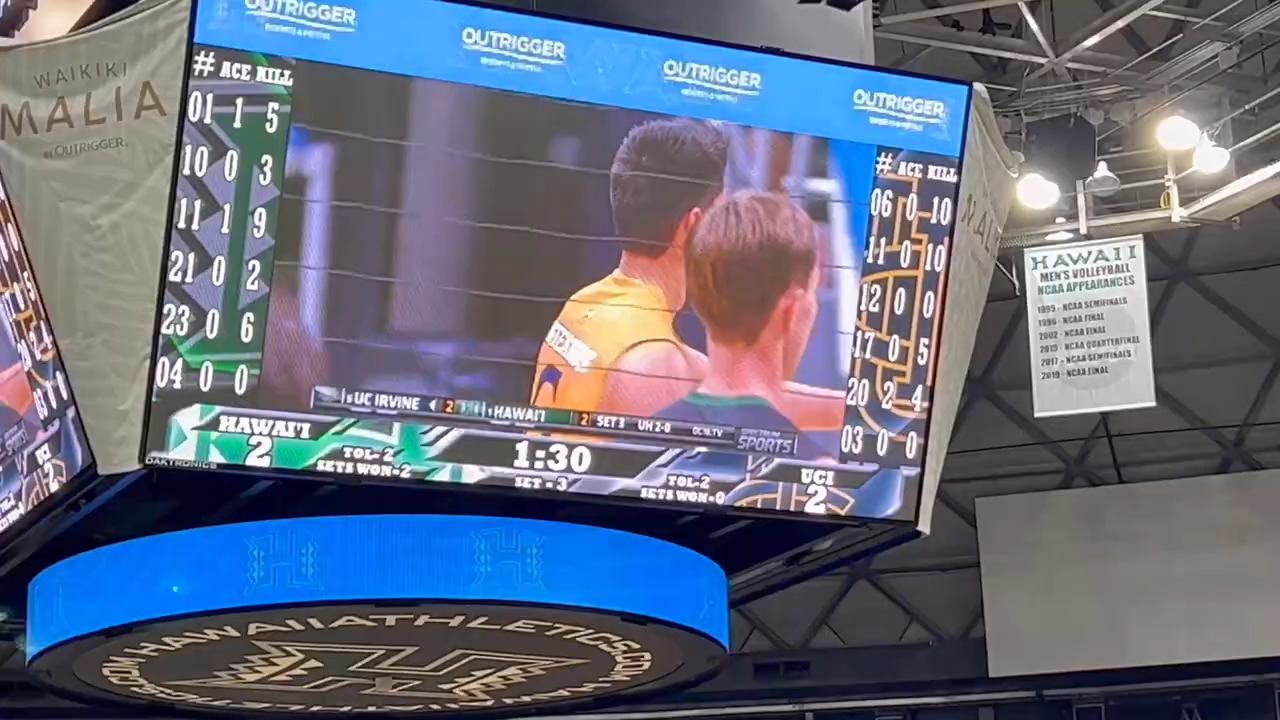 OUTRIGGER
OUTRIGGER
OUTRIGGER
OUTRIGGER
WAIKIKI
MALIA
BY OUTRIGGER.
# ACE KILL
01 1 5
10 0 3
11 1 9
21 0 2
23 0 6
04 0 0
# ACE KILL
06 0 10
11 0 10
12 0 0
17 0 5
20 2 4
03 0 0
5 UC IRVINE 2
1 HAWAI'I 2 SET 3 UH 2-0
SPECTRUM
SPORTS
HAWAI'I
2
TOL-2
SETS WON-2
1:30
SET - 3
TOL-2
SETS WON-0
UCI
2
DAKTRONICS
HAWAII
MEN'S VOLLEYBALL
NCAA APPEARANCES
1995 - NCAA SEMIFINALS
1996 - NCAA FINAL
2002 - NCAA FINAL
2015 - NCAA QUARTERFINAL
2017 - NCAA SEMIFINALS
2019 - NCAA FINAL
H H
HAWAIIATHLETICS.COM
H